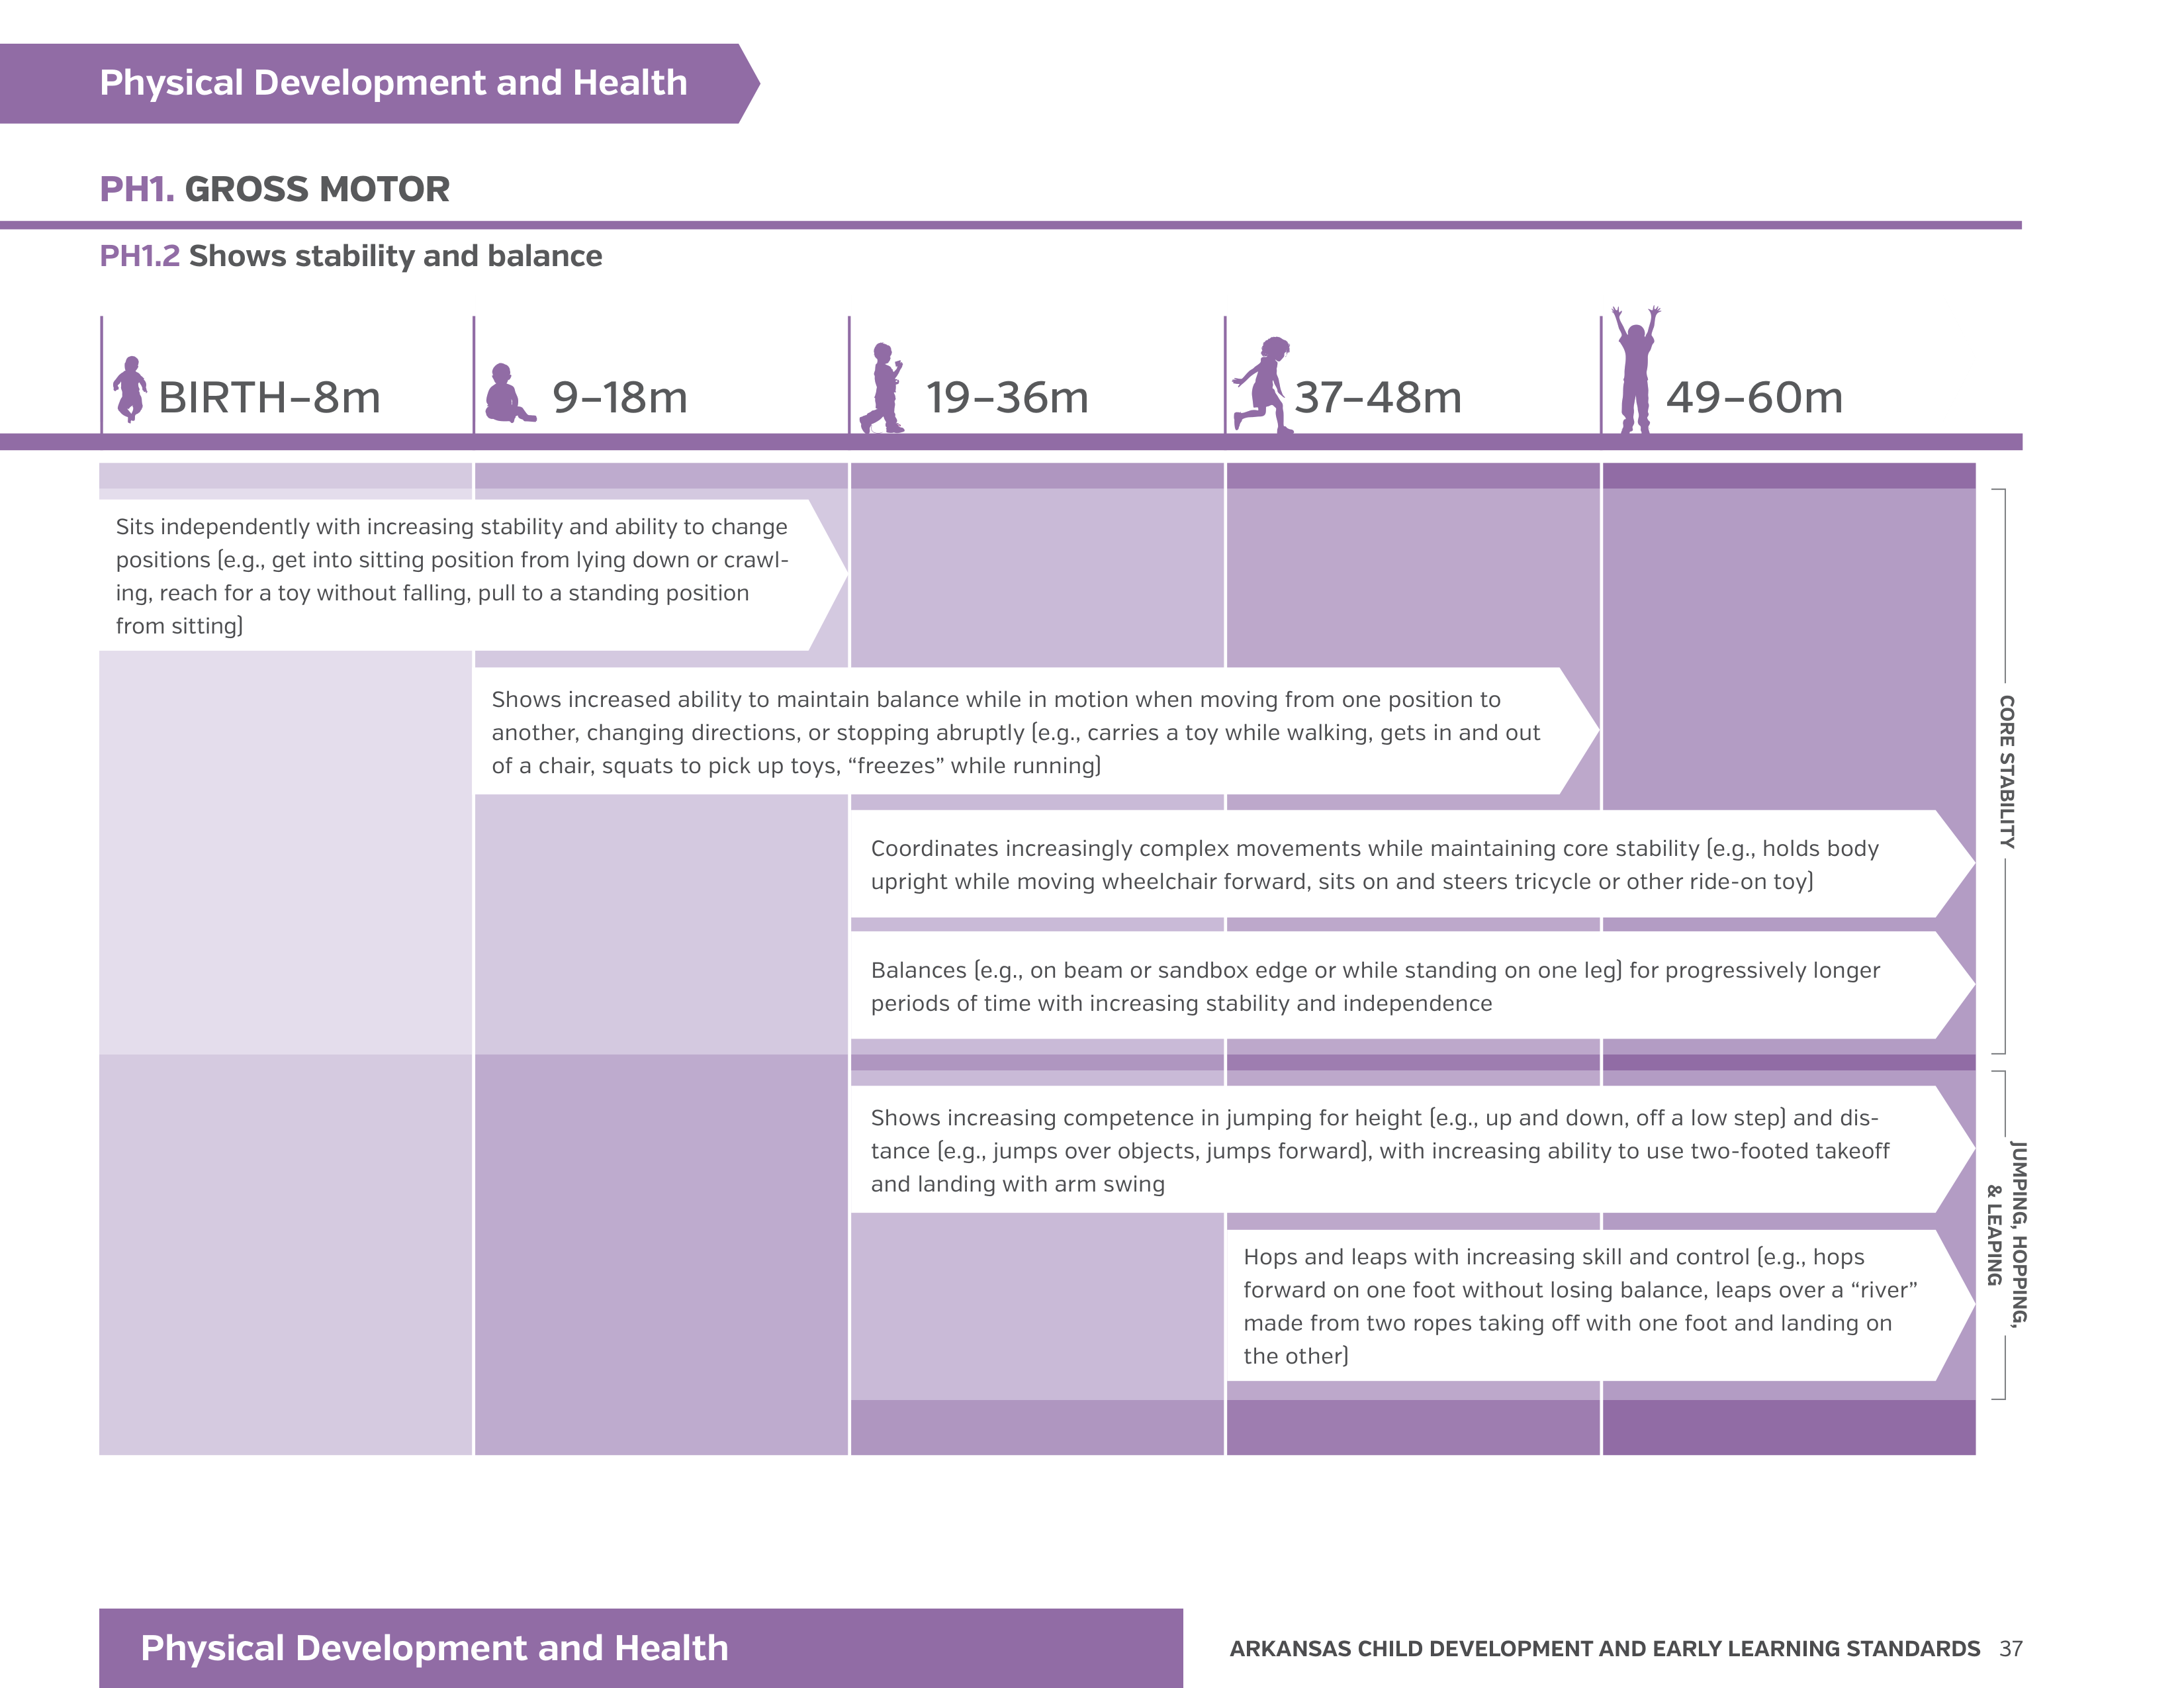 Physical Development and Health
PH1. GROSS MOTOR
PH1.2 Shows stability and balance
BIRTH–8m
9–18m
19–36m
37–48m
49–60m
Sits independently with increasing stability and ability to change
positions (e.g., get into sitting position from lying down or crawl-
ing, reach for a toy without falling, pull to a standing position
from sitting)
Shows increased ability to maintain balance while in motion when moving from one position to
another, changing directions, or stopping abruptly (e.g., carries a toy while walking, gets in and out
of a chair, squats to pick up toys, “freezes” while running)
Coordinates increasingly complex movements while maintaining core stability (e.g., holds body
upright while moving wheelchair forward, sits on and steers tricycle or other ride-on toy)
Balances (e.g., on beam or sandbox edge or while standing on one leg) for progressively longer
periods of time with increasing stability and independence
CORE STABILITY
Shows increasing competence in jumping for height (e.g., up and down, off a low step) and dis-
tance (e.g., jumps over objects, jumps forward), with increasing ability to use two-footed takeoff
and landing with arm swing
Hops and leaps with increasing skill and control (e.g., hops
forward on one foot without losing balance, leaps over a “river”
made from two ropes taking off with one foot and landing on
the other)
JUMPING, HOPPING,
& LEAPING
Physical Development and Health
ARKANSAS CHILD DEVELOPMENT AND EARLY LEARNING STANDARDS 37